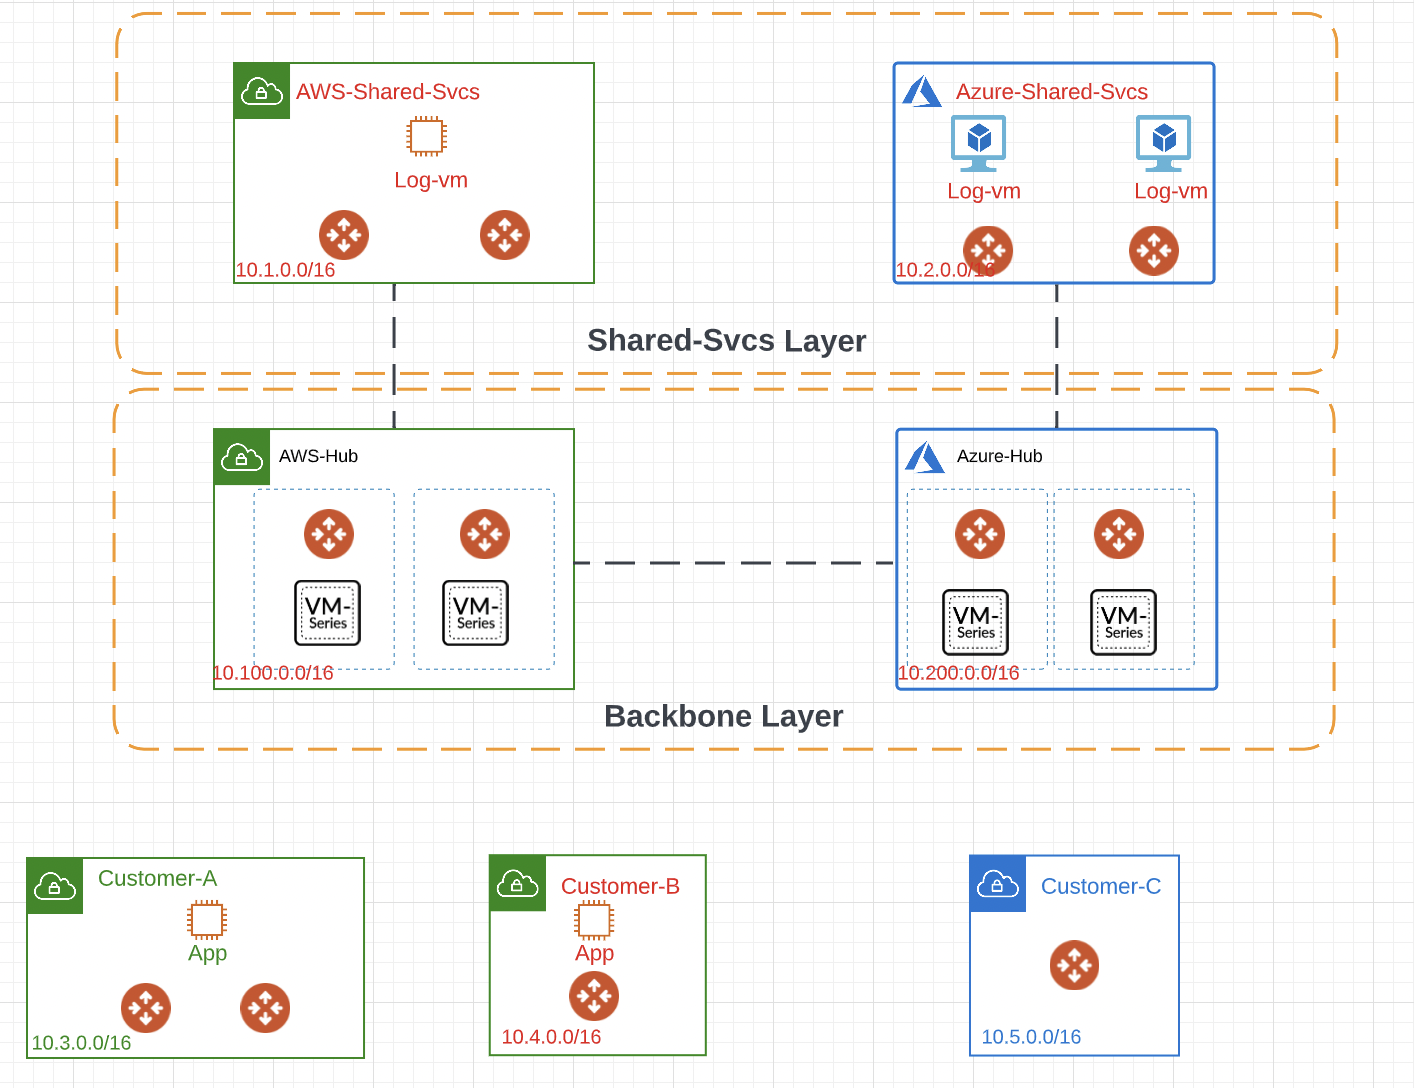 AWS-Shared-Svcs
Log-vm
10.1.0.0/16
Azure-Shared-Svcs
Log-vm
Log-vm
10.2.0.0/16
Shared-Svcs Layer
AWS-Hub
VM-
Series
VM-
Series
10.100.0.0/16
Azure-Hub
VM-
Series
VM-
Series
10.200.0.0/16
Backbone Layer
Customer-A
App
10.3.0.0/16
Customer-B
App
10.4.0.0/16
Customer-C
10.5.0.0/16